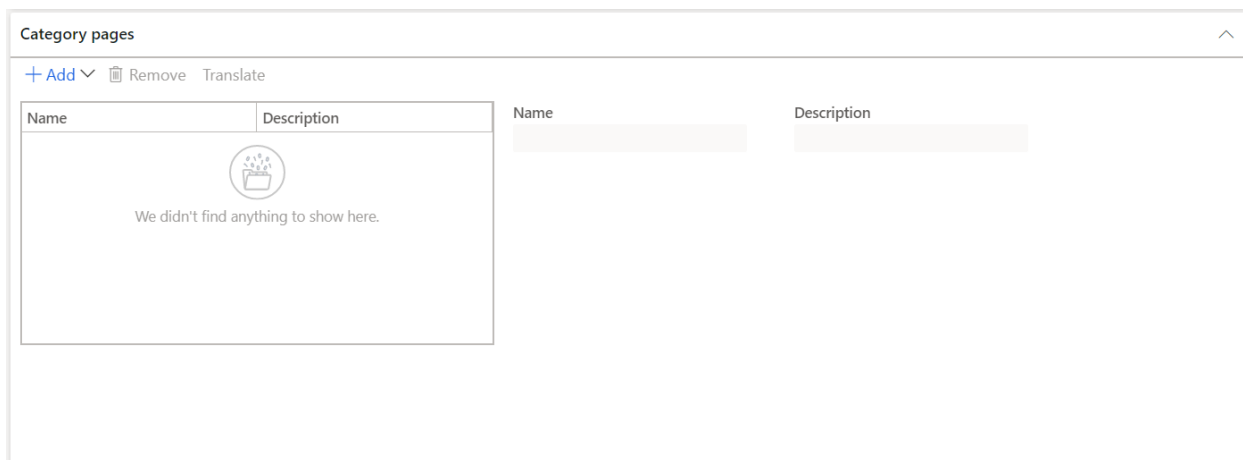 Category pages
Add Remove Translate
Name Description Name Description
We didn't find anything to show here.